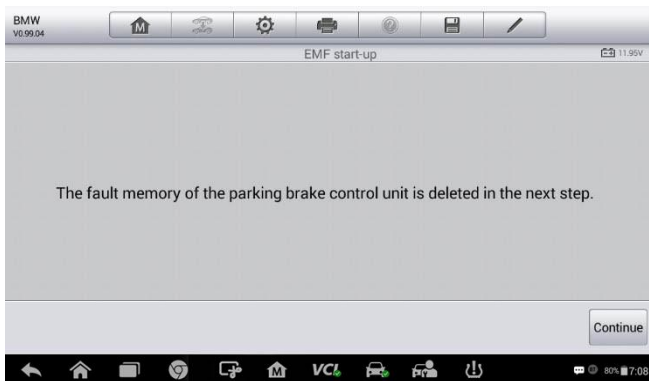 BMW
V0.99.04
M
EMF start-up
11.95V
The fault memory of the parking brake control unit is deleted in the next step.
Continue
M
VCI
80% 7:08